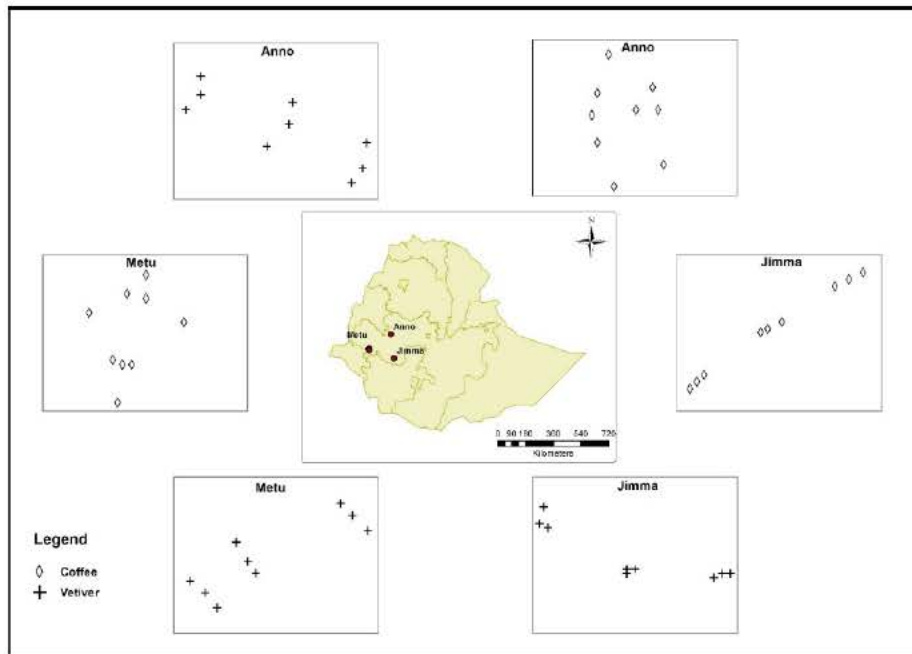 Anno
Anno
N
Metu
Jimma
Anno
Metu
Jimma
0 90 180 360 540 720
Kilometers
Metu
Jimma
Legend
Coffee
Vetiver